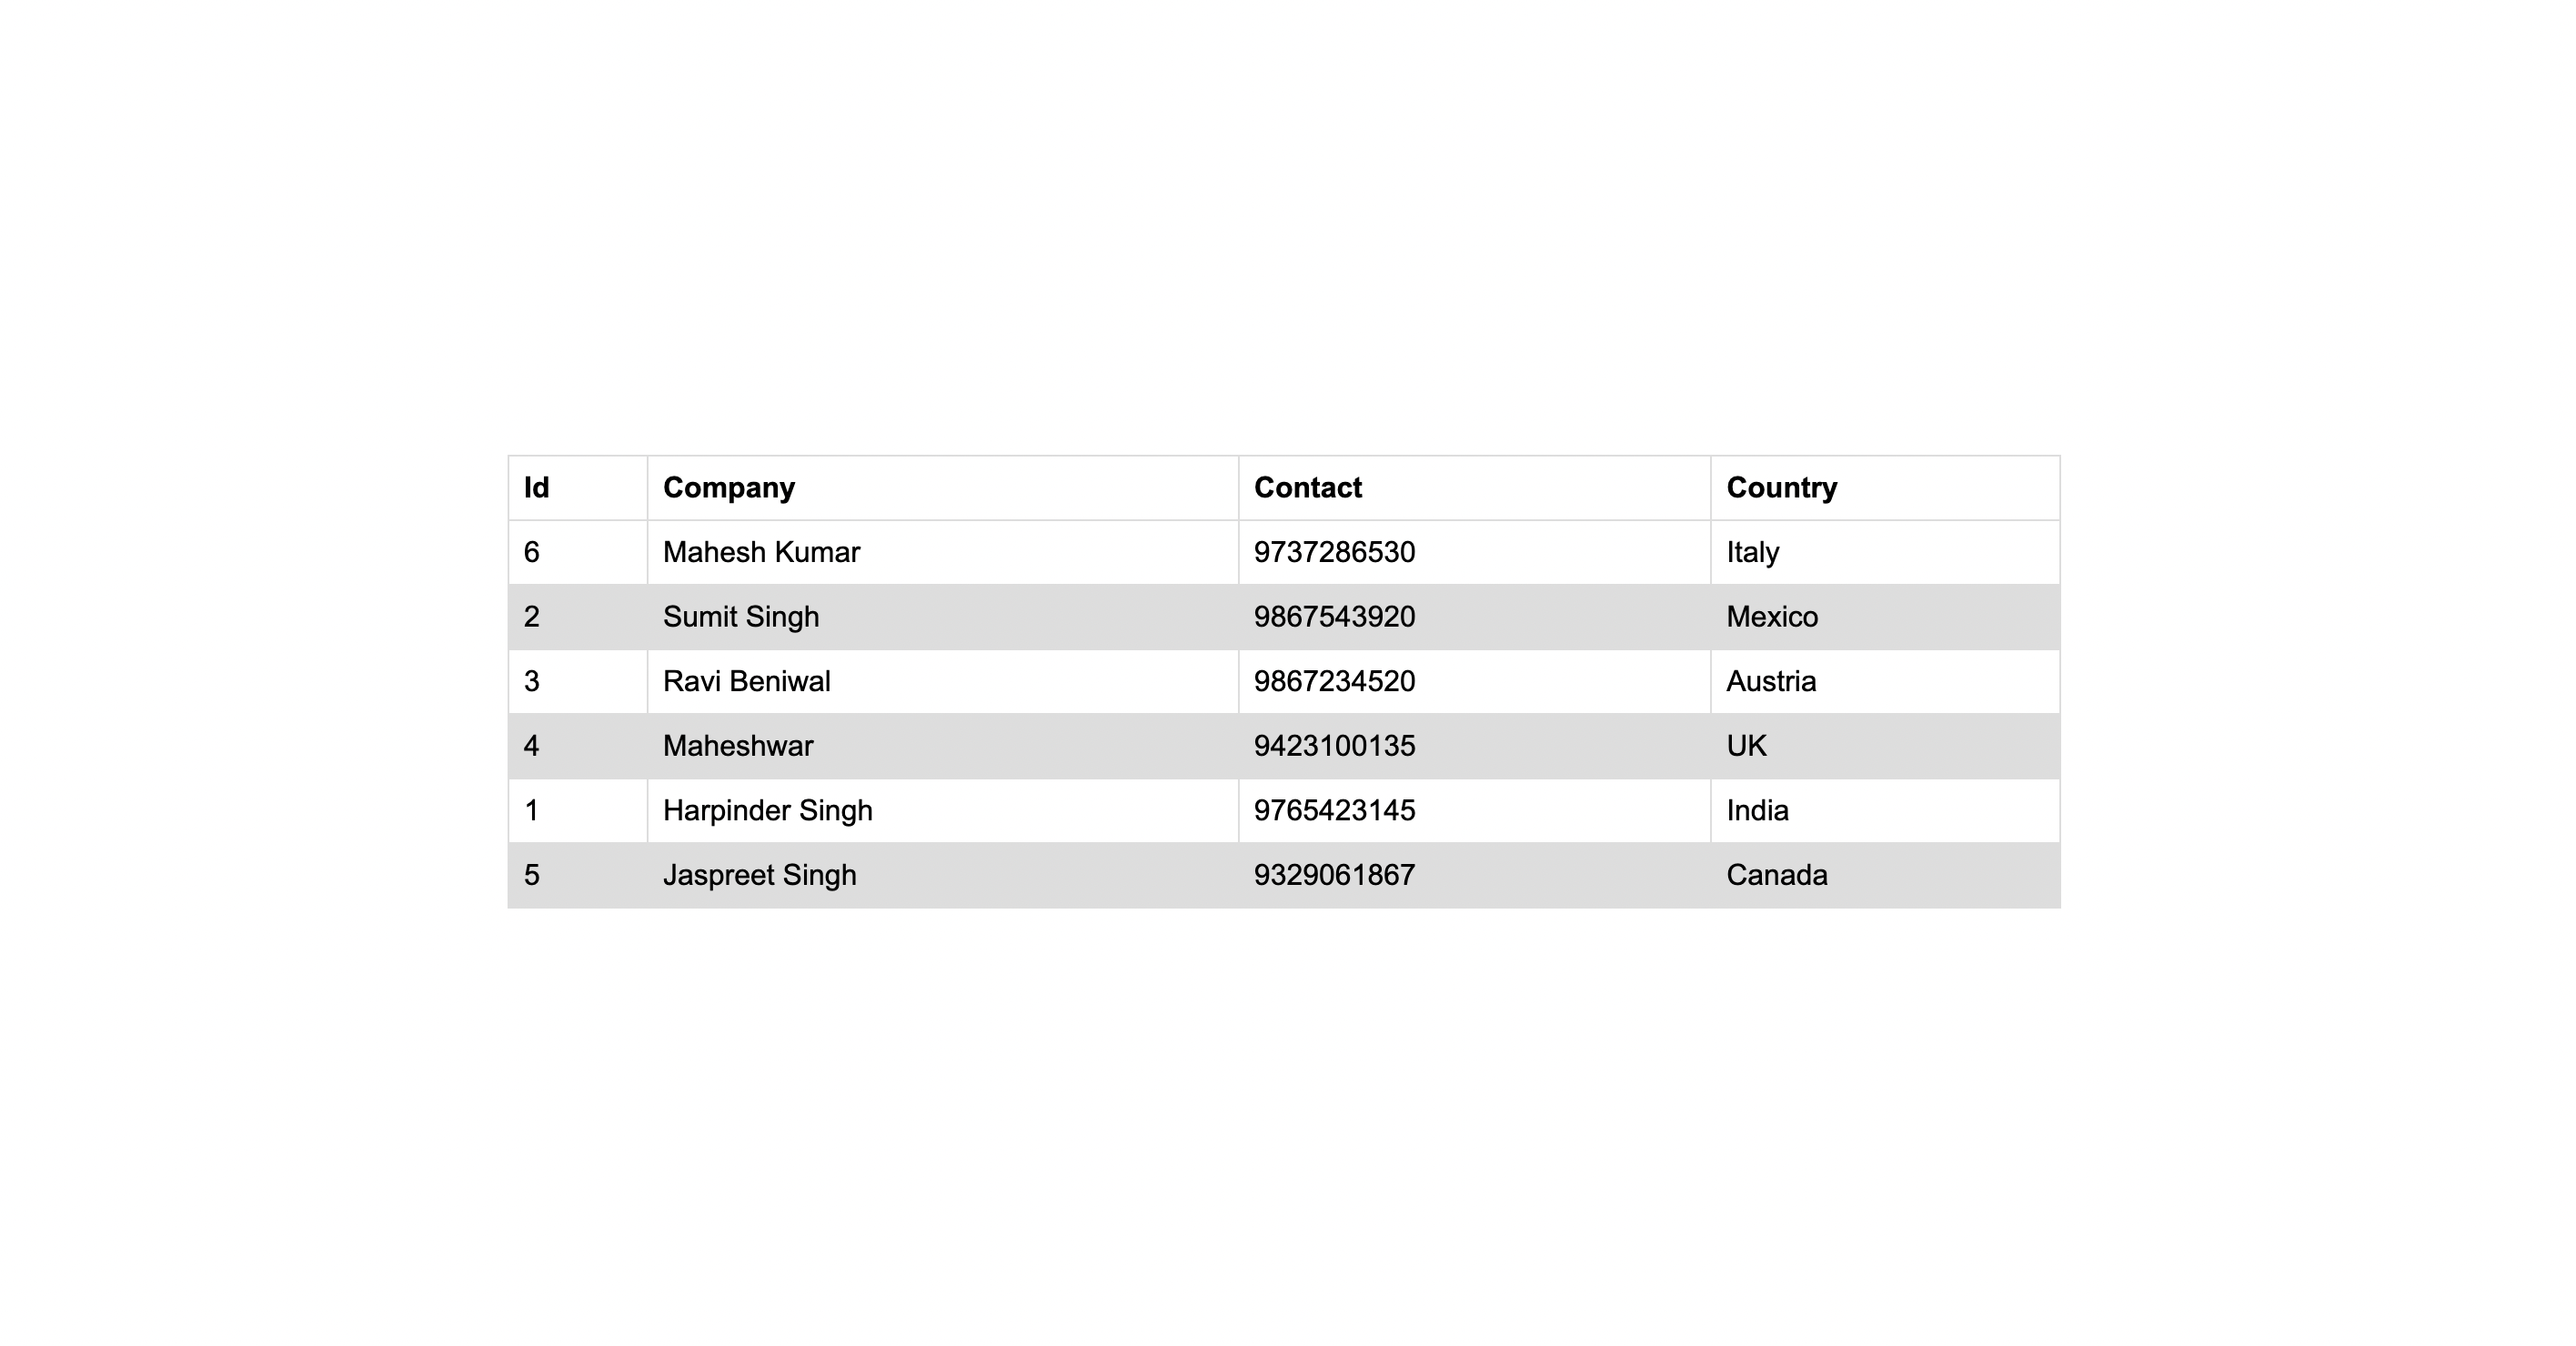 Id Company Contact Country
6 Mahesh Kumar 9737286530 Italy
2 Sumit Singh 9867543920 Mexico
3 Ravi Beniwal 9867234520 Austria
4 Maheshwar 9423100135 UK
1 Harpinder Singh 9765423145 India
5 Jaspreet Singh 9329061867 Canada